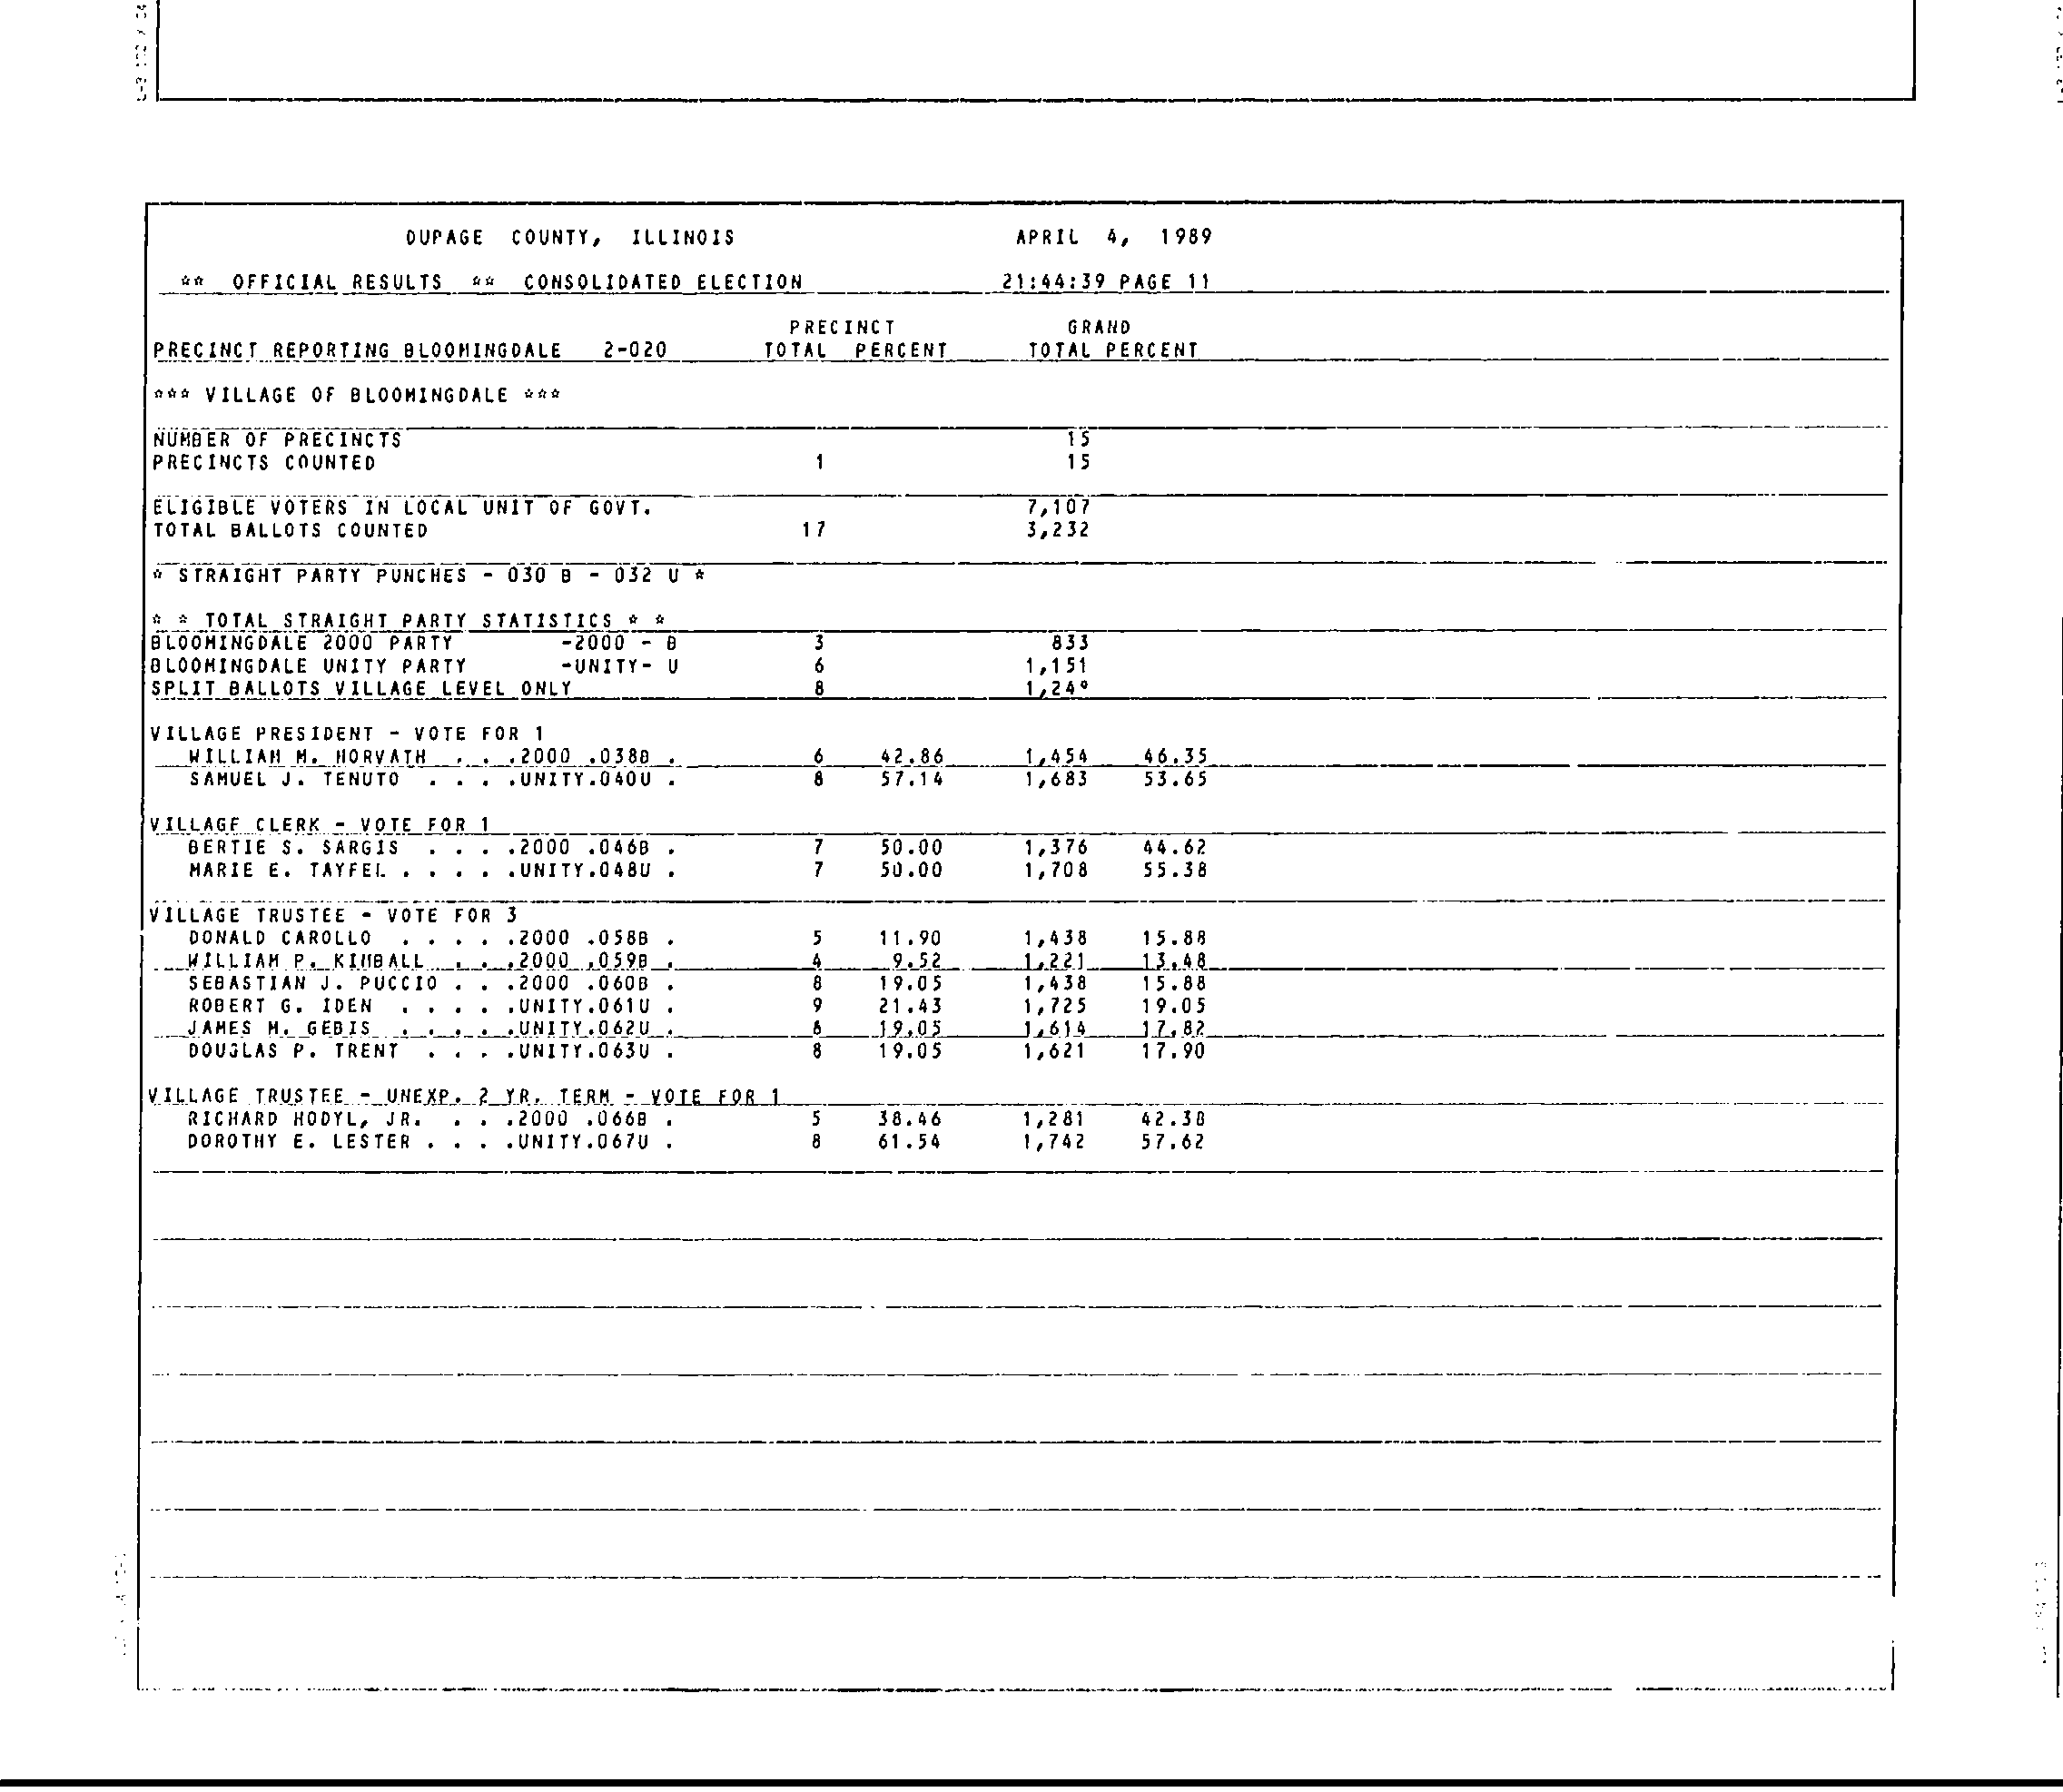 DUPAGE COUNTY, ILLINOIS APRIL 4, 1989
** OFFICIAL RESULTS ** CONSOLIDATED ELECTION 21:44:39 PAGE 11
PRECINCT GRAND
PRECINCT REPORTING BLOOMINGDALE 2-020 TOTAL PERCENT TOTAL PERCENT
*** VILLAGE OF BLOOMINGDALE ***
NUMBER OF PRECINCTS 15
PRECINCTS COUNTED 1 15
ELIGIBLE VOTERS IN LOCAL UNIT OF GOVT. 7,107
TOTAL BALLOTS COUNTED 17 3,232
* STRAIGHT PARTY PUNCHES - 030 B - 032 U *
* * TOTAL STRAIGHT PARTY STATISTICS * *
BLOOMINGDALE 2000 PARTY -2000 - B 3 833
BLOOMINGDALE UNITY PARTY -UNITY- U 6 1,151
SPLIT BALLOTS VILLAGE LEVEL ONLY 8
VILLAGE PRESIDENT - VOTE FOR 1
WILLIAM M. HORVATH . . .2000 .038B . 6 42.86 1,454 46.35
SAMUEL J. TENUTO . . . .UNITY.040U . 8 57.14 1,683 53.65
VILLAGE CLERK - VOTE FOR 1
BERTIE S. SARGIS . . . .2000 .046B . 7 50.00 1,376 44.62
MARIE E. TAYFEL . . . . .UNITY.048U . 7 50.00 1,708 55.38
VILLAGE TRUSTEE - VOTE FOR 3
DONALD CAROLLO . . . . .2000 .058B . 5 11.90 1,438 15.88
WILLIAM P. KIMBALL . . .2000 .059B . 4 9.52 1,221 13.48
SEBASTIAN J. PUCCIO . . .2000 .060B . 8 19.05 1,438 15.88
ROBERT G. IDEN . . . . .UNITY.061U . 9 21.43 1,725 19.05
JAMES M. GEBIS . . . . .UNITY.062U . 8 19.05 1,614 17.82
DOUGLAS P. TRENT . . . .UNITY.063U . 8 19.05 1,621 17.90
VILLAGE TRUSTEE - UNEXP. 2 YR. TERM - VOTE FOR 1
RICHARD HODYL, JR. . . .2000 .066B . 5 38.46 1,281 42.38
DOROTHY E. LESTER . . . .UNITY.067U . 8 61.54 1,742 57.62